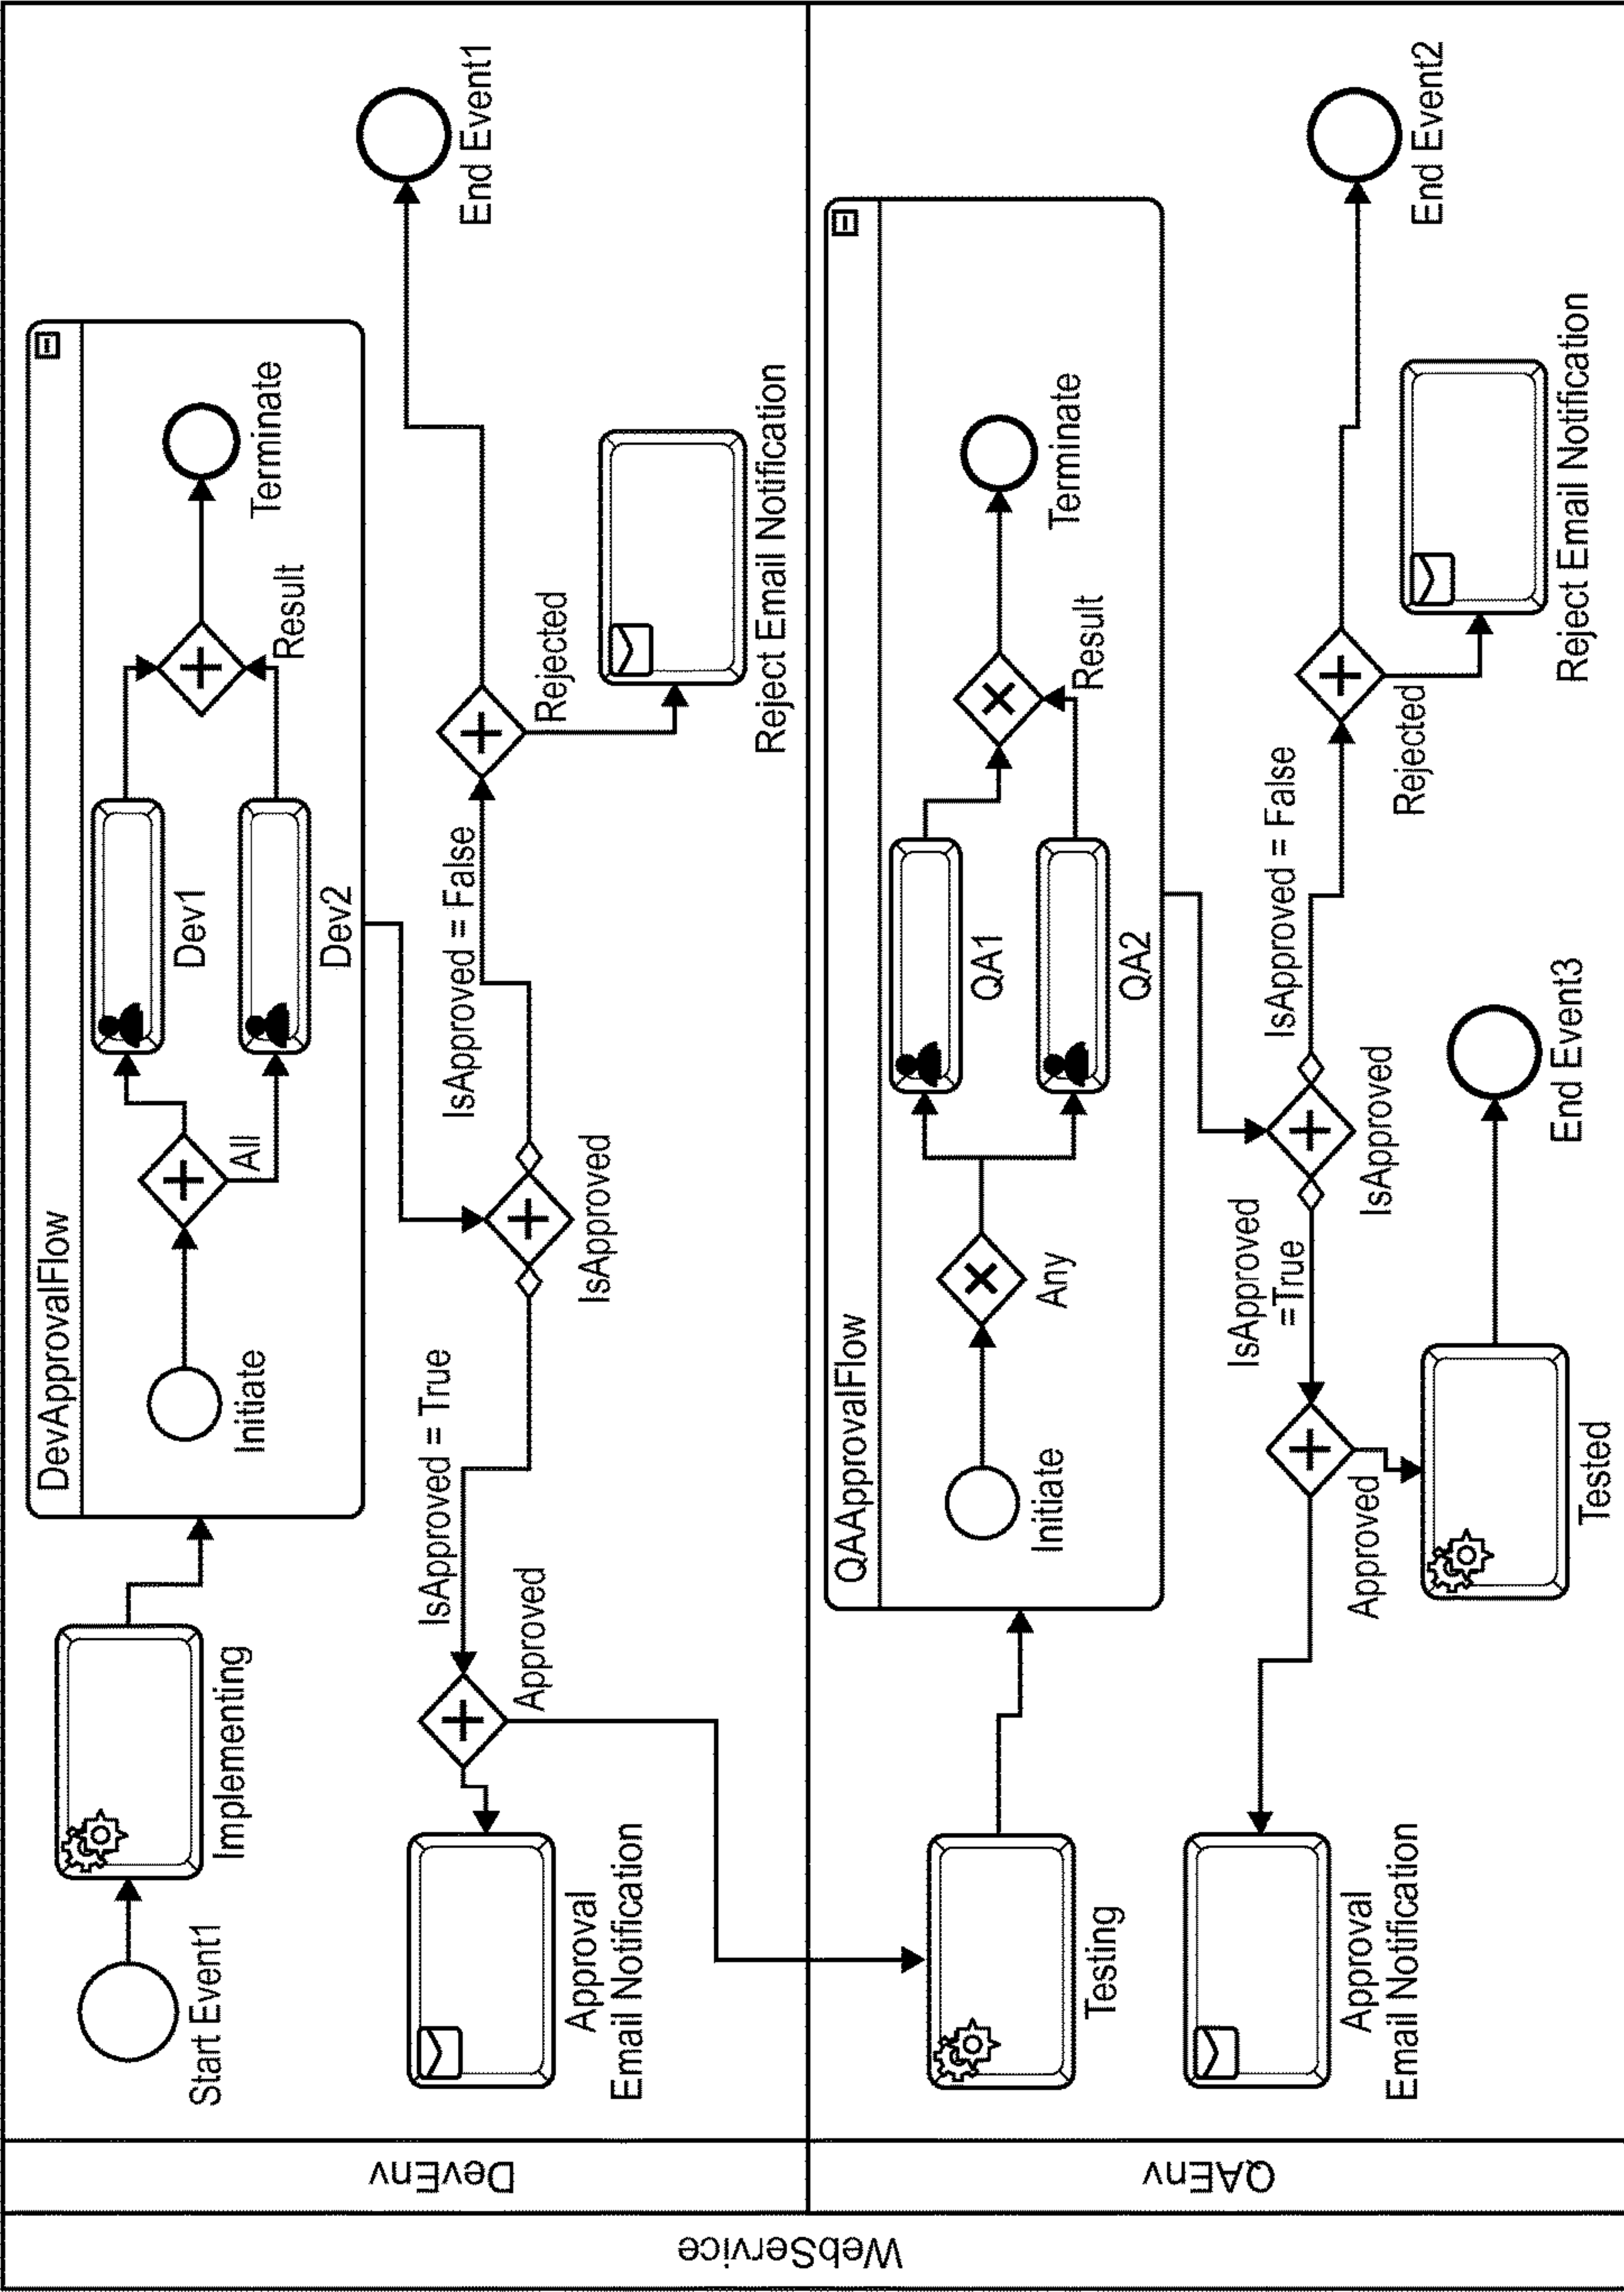 WebService
DevEnv
Start Event1
Implementing
DevApprovalFlow
Initiate
All
Dev1
Dev2
Result
Terminate
IsApproved
IsApproved = True
Approved
Approval
Email Notification
IsApproved = False
Rejected
Reject Email Notification
End Event1
QAEnv
Testing
QAApprovalFlow
Initiate
Any
QA1
QA2
Result
Terminate
IsApproved
IsApproved
=True
Approved
Approval
Email Notification
Tested
End Event3
IsApproved = False
Rejected
Reject Email Notification
End Event2